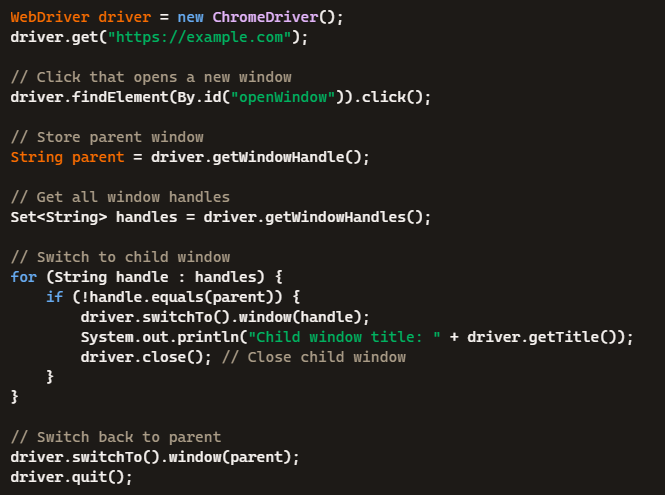 WebDriver driver = new ChromeDriver();
driver.get("https://example.com");

// Click that opens a new window
driver.findElement(By.id("openWindow")).click();

// Store parent window
String parent = driver.getWindowHandle();

// Get all window handles
Set<String> handles = driver.getWindowHandles();

// Switch to child window
for (String handle : handles) {
    if (!handle.equals(parent)) {
        driver.switchTo().window(handle);
        System.out.println("Child window title: " + driver.getTitle());
        driver.close(); // Close child window
    }
}

// Switch back to parent
driver.switchTo().window(parent);
driver.quit();